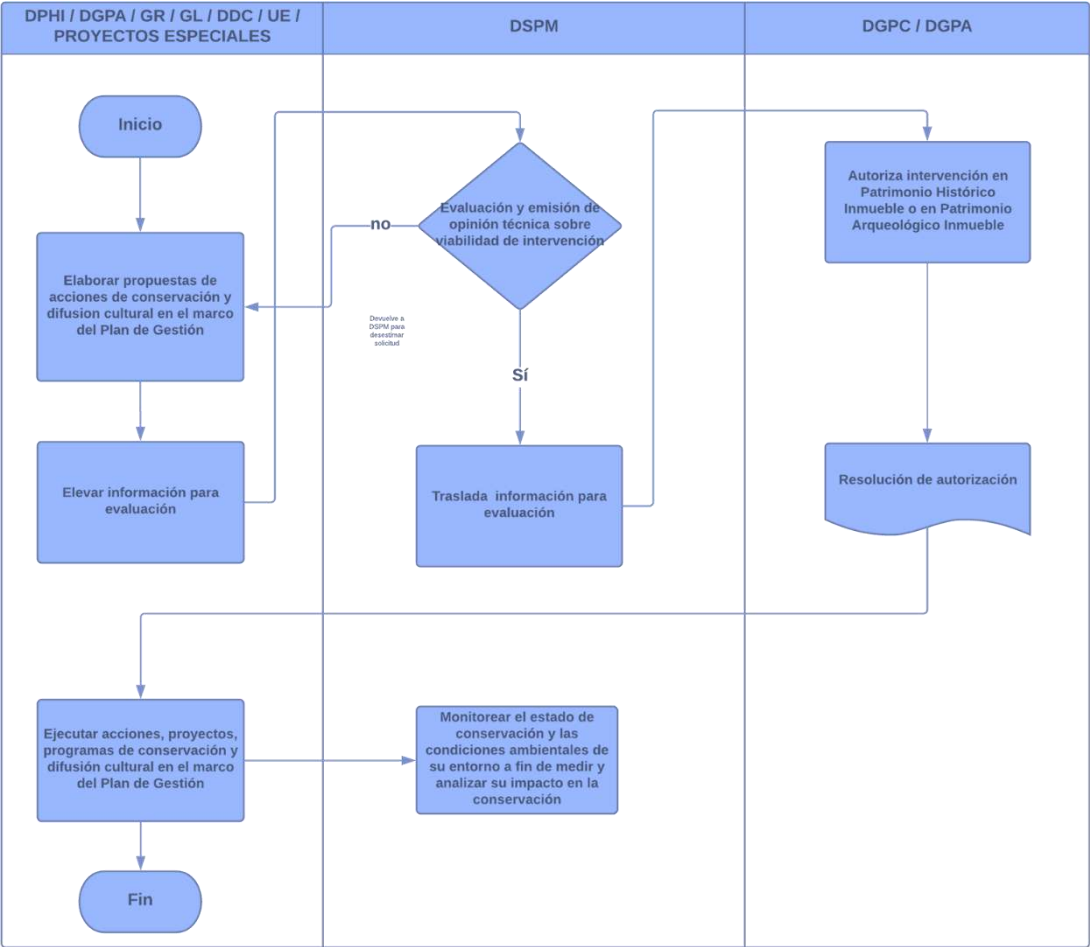 DPHI / DGPA / GR / GL / DDC / UE /
PROYECTOS ESPECIALES
DSPM
DGPC / DGPA
Inicio
Elaborar propuestas de
acciones de conservación y
difusion cultural en el marco
del Plan de Gestión
Elevar información para
evaluación
Evaluación y emisión de
opinión técnica sobre
viabilidad de intervención
no
Devuelve a
DSPM para
desestimar
solicitud
Sí
Traslada información para
evaluación
Autoriza intervención en
Patrimonio Histórico
Inmueble o en Patrimonio
Arqueológico Inmueble
Resolución de autorización
Ejecutar acciones, proyectos,
programas de conservación y
difusión cultural en el marco
del Plan de Gestión
Monitorear el estado de
conservación y las
condiciones ambientales de
su entorno a fin de medir y
analizar su impacto en la
conservación
Fin